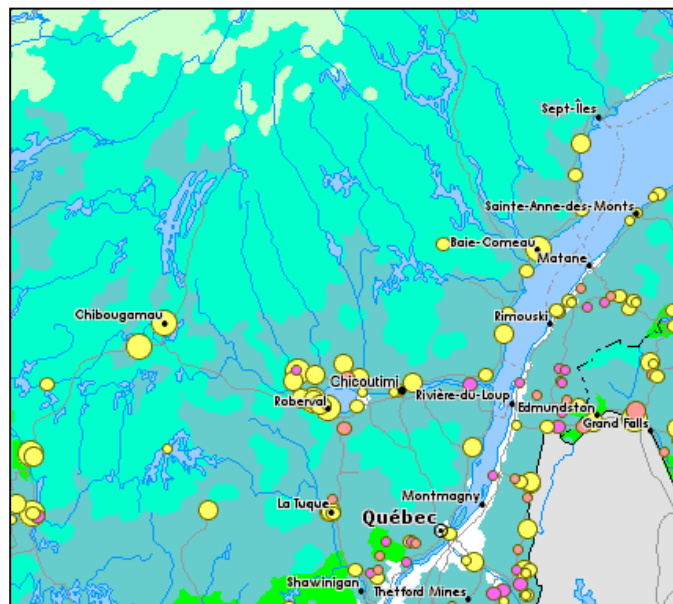 Sept-Îles
Sainte-Anne-des-Monts
Baie-Comeau
Matane
Chibougamau
Rimouski
Chicoutimi
Roberval
Rivière-du-Loup
Edmundston
Grand Falls
La Tuque
Montmagny
Québec
Shawinigan
Thetford Mines